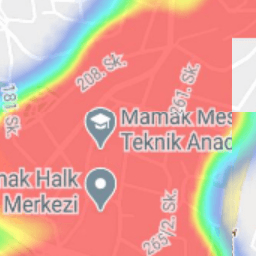 208. Sk.
261. Sk.
181 Sk.
Mamak Mes
Teknik Anad
nak Halk
Merkezi
263/2. Sk.